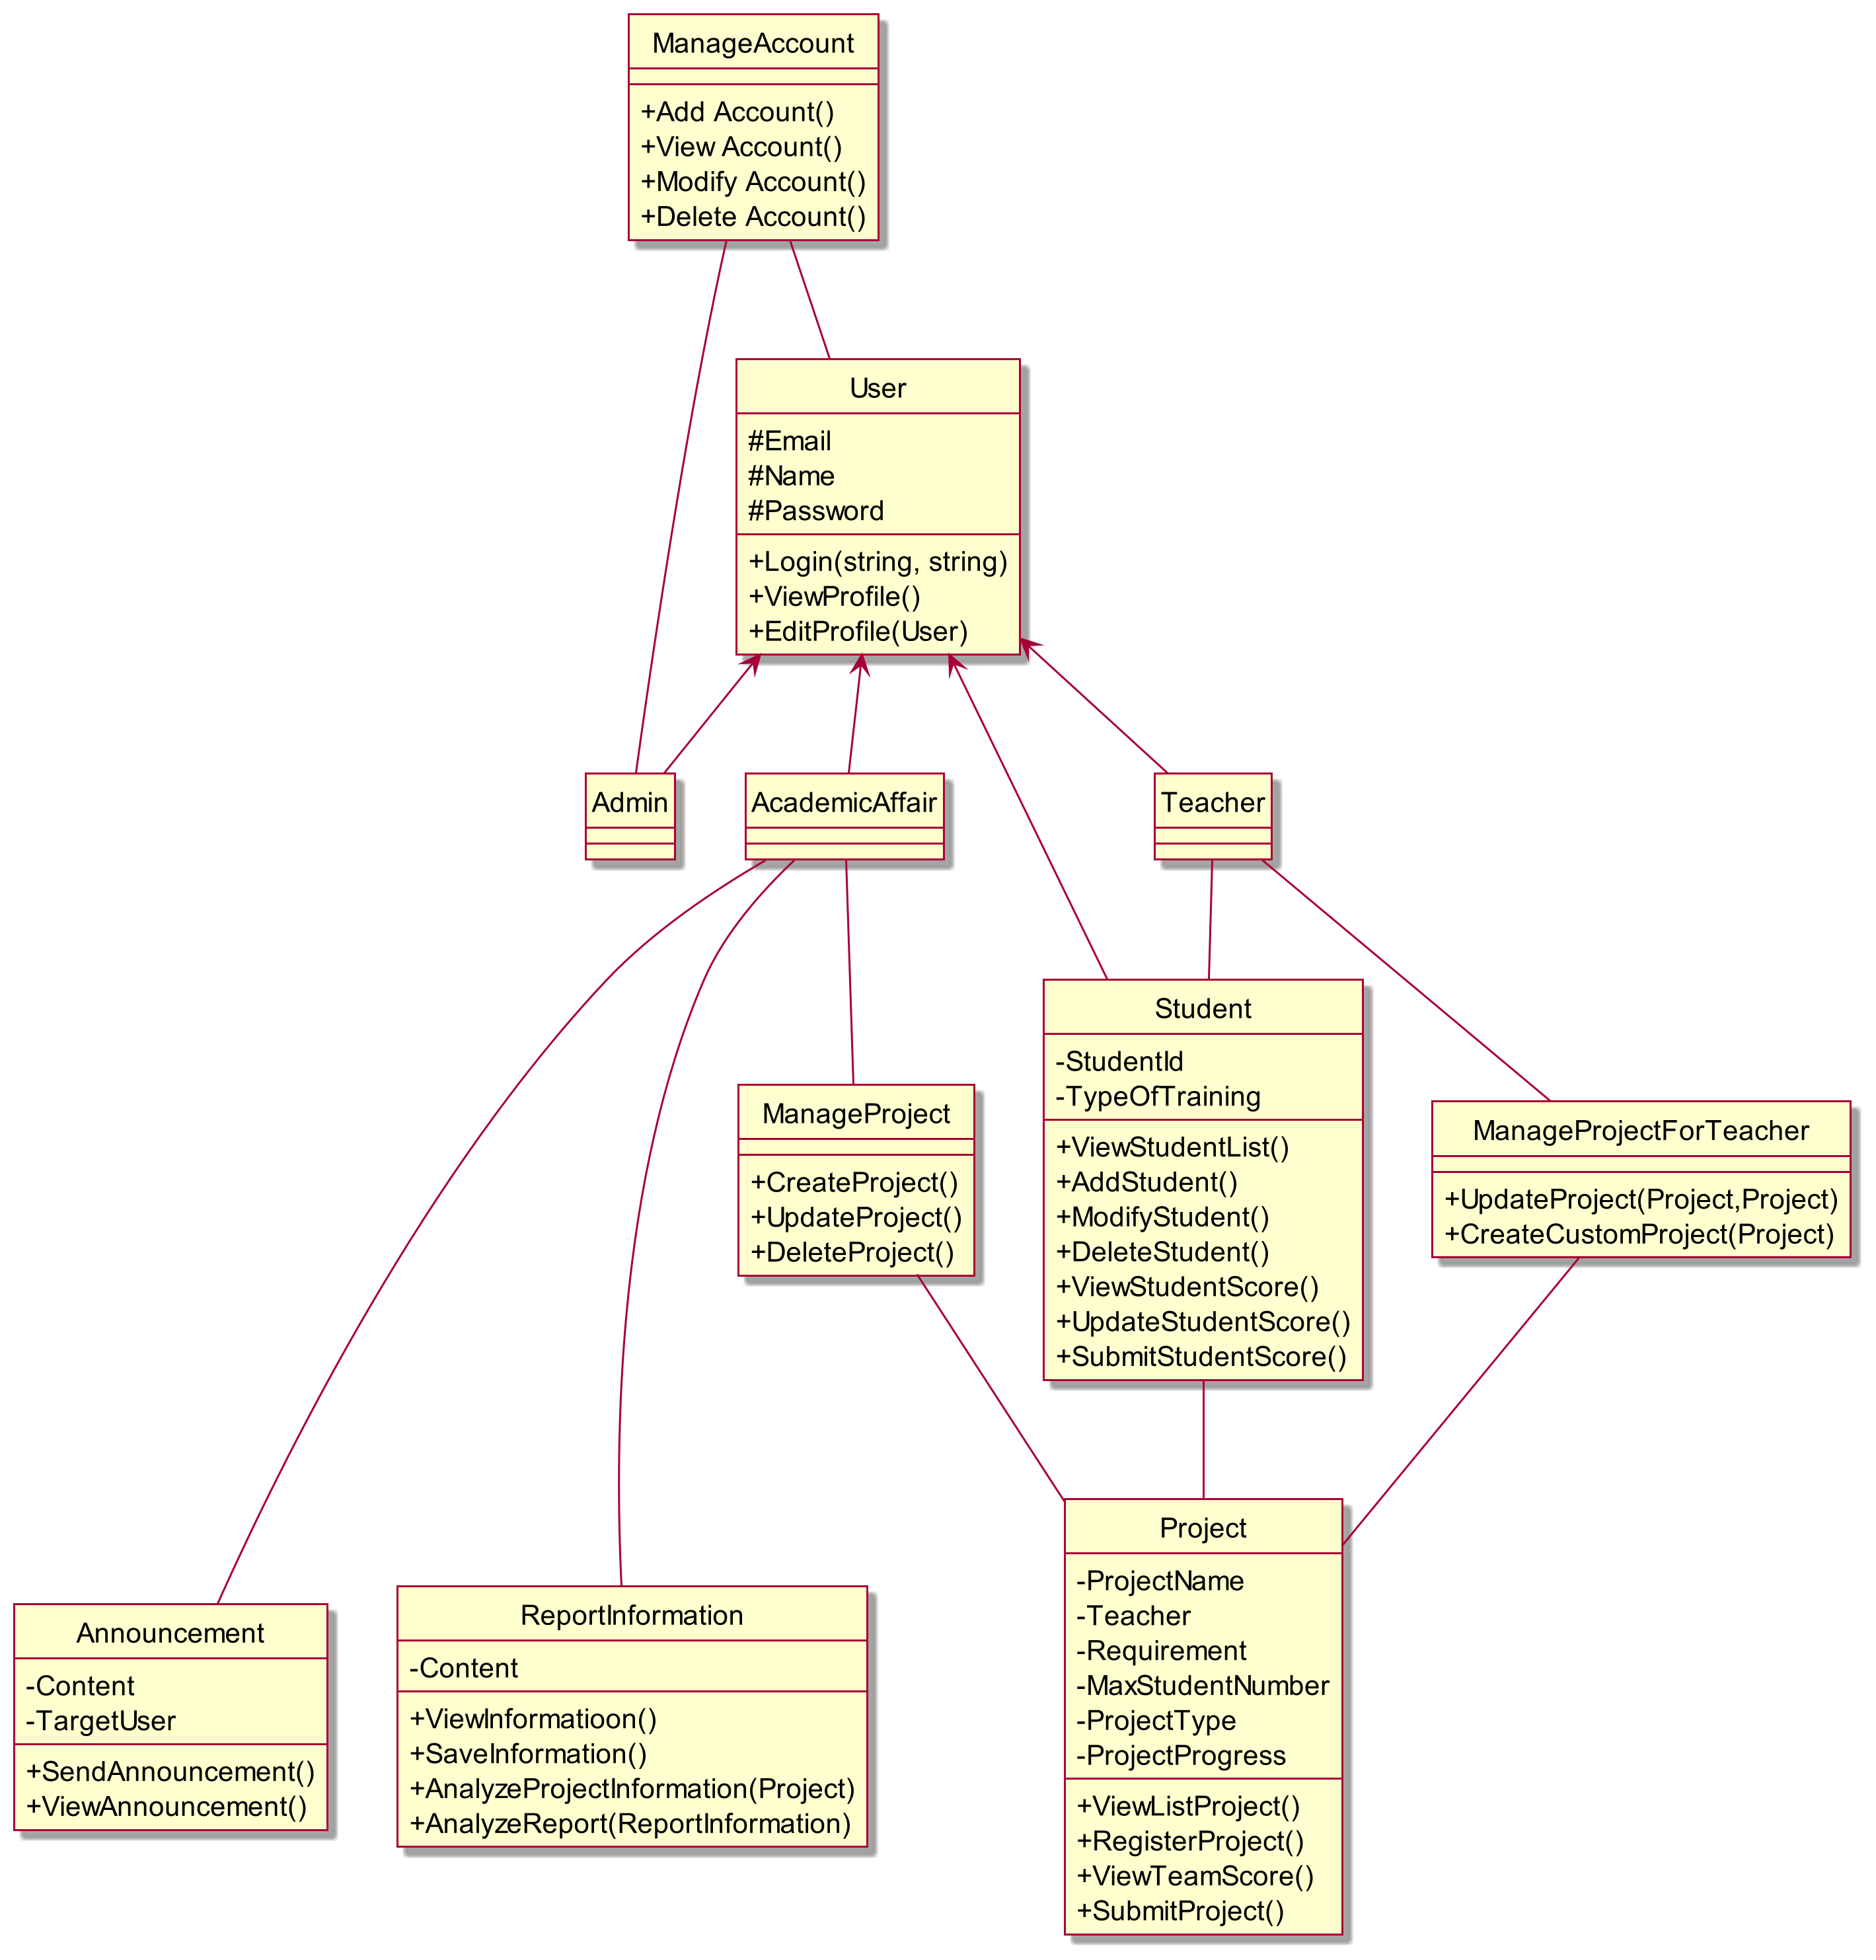 ManageAccount
+Add Account()
+View Account()
+Modify Account()
+Delete Account()
User
#Email
#Name
#Password
+Login(string, string)
+ViewProfile()
+EditProfile(User)
Admin
AcademicAffair
Teacher
Student
-StudentId
-TypeOfTraining
+ViewStudentList()
+AddStudent()
+ModifyStudent()
+DeleteStudent()
+ViewStudentScore()
+UpdateStudentScore()
+SubmitStudentScore()
ManageProject
+CreateProject()
+UpdateProject()
+DeleteProject()
ManageProjectForTeacher
+UpdateProject(Project,Project)
+CreateCustomProject(Project)
Announcement
-Content
-TargetUser
+SendAnnouncement()
+ViewAnnouncement()
ReportInformation
-Content
+ViewInformatioon()
+SaveInformation()
+AnalyzeProjectInformation(Project)
+AnalyzeReport(ReportInformation)
Project
-ProjectName
-Teacher
-Requirement
-MaxStudentNumber
-ProjectType
-ProjectProgress
+ViewListProject()
+RegisterProject()
+ViewTeamScore()
+SubmitProject()